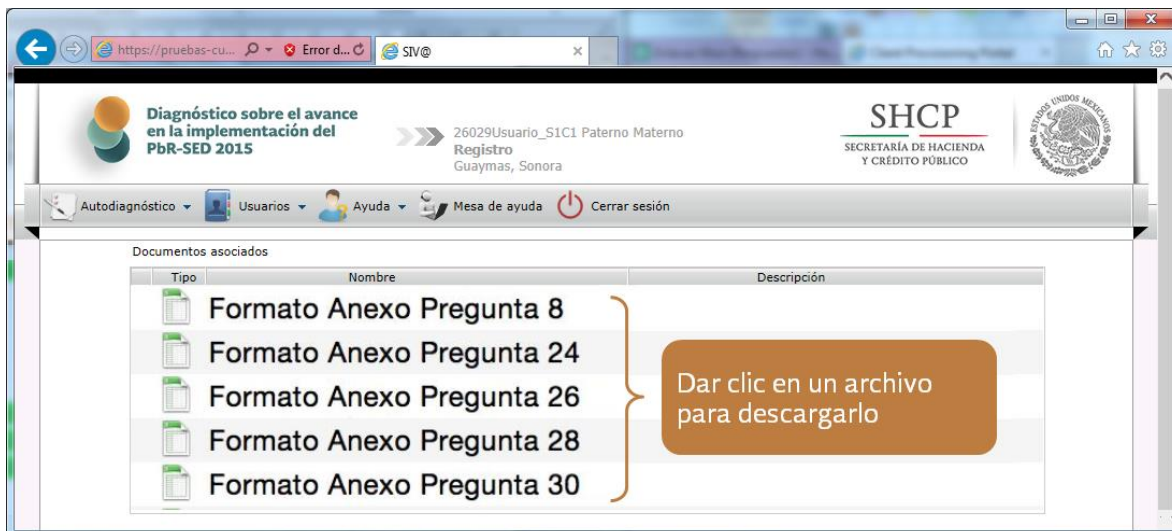 https://pruebas-cu...
Error d...
SIV@
Diagnóstico sobre el avance
en la implementación del
PbR-SED 2015
26029Usuario_S1C1 Paterno Materno
Registro
Guaymas, Sonora
SHCP
SECRETARÍA DE HACIENDA
Y CRÉDITO PÚBLICO
ESTADOS UNIDOS MEXICANOS
Autodiagnóstico
Usuarios
Ayuda
Mesa de ayuda
Cerrar sesión
Documentos asociados
Tipo Nombre Descripción
Formato Anexo Pregunta 8
Formato Anexo Pregunta 24
Formato Anexo Pregunta 26
Formato Anexo Pregunta 28
Formato Anexo Pregunta 30
Dar clic en un archivo
para descargarlo